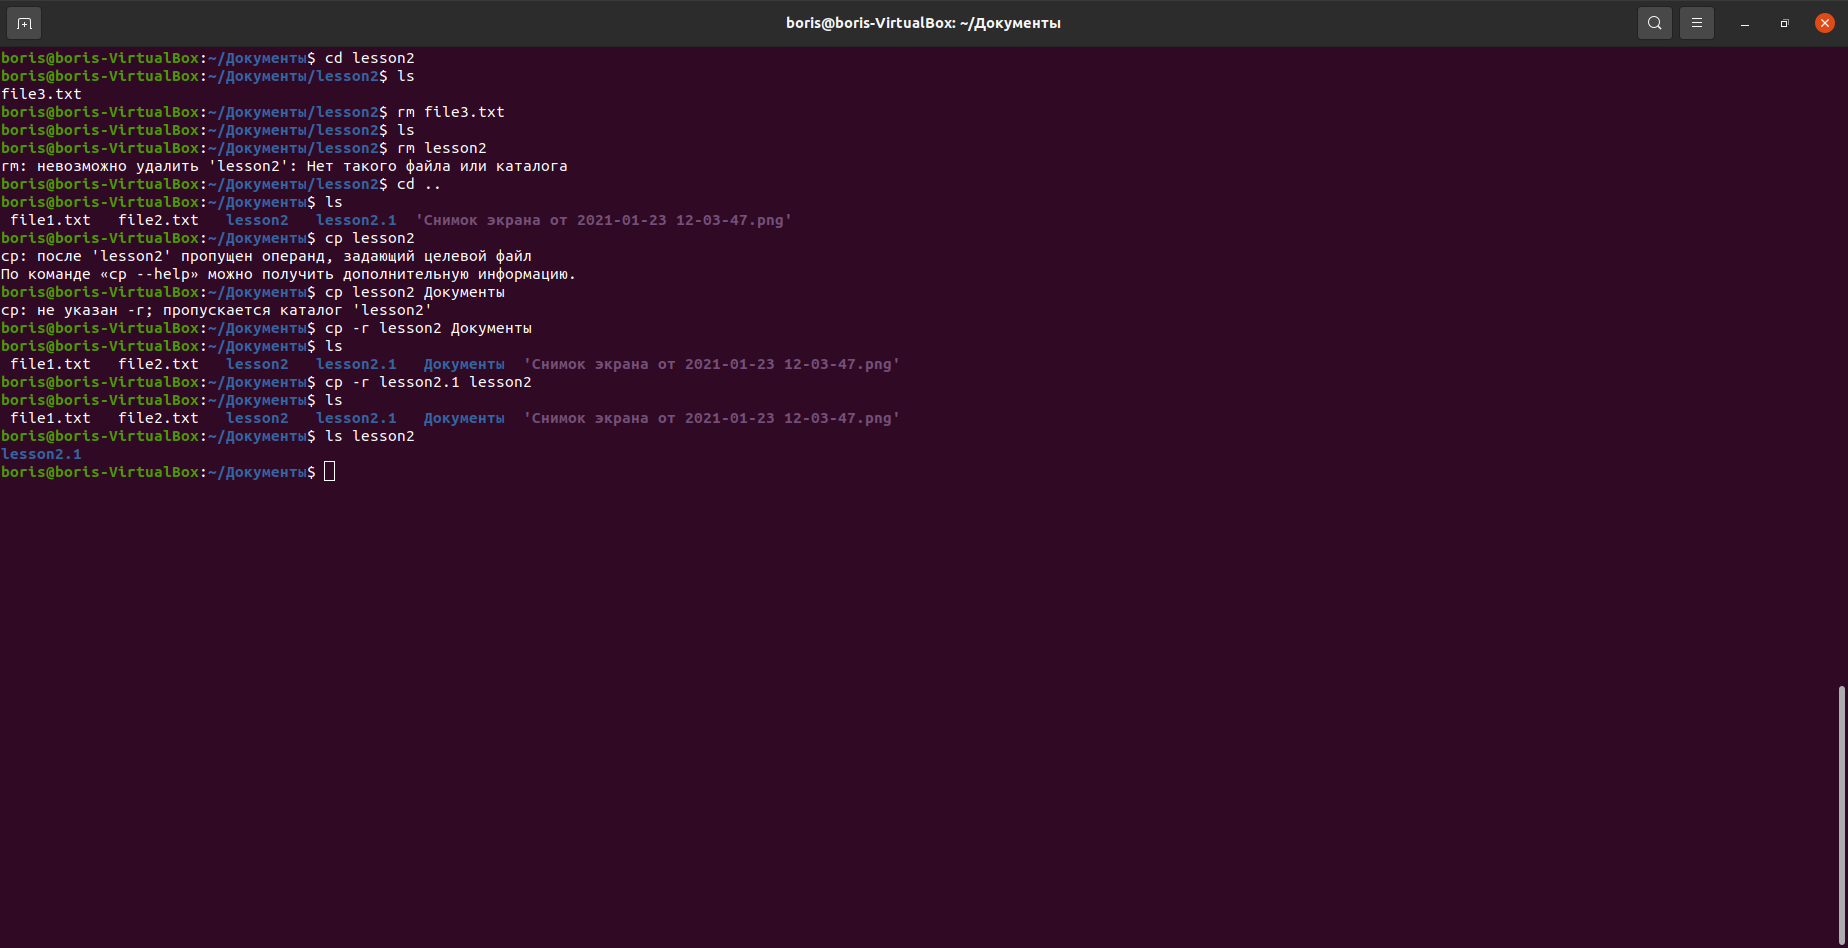 boris@boris-VirtualBox: ~/Документы
boris@boris-VirtualBox:~/Документы$ cd lesson2
boris@boris-VirtualBox:~/Документы/lesson2$ ls
file3.txt
boris@boris-VirtualBox:~/Документы/lesson2$ rm file3.txt
boris@boris-VirtualBox:~/Документы/lesson2$ ls
boris@boris-VirtualBox:~/Документы/lesson2$ rm lesson2
rm: невозможно удалить 'lesson2': Нет такого файла или каталога
boris@boris-VirtualBox:~/Документы/lesson2$ cd ..
boris@boris-VirtualBox:~/Документы$ ls
file1.txt   file2.txt   lesson2   lesson2.1  'Снимок экрана от 2021-01-23 12-03-47.png'
boris@boris-VirtualBox:~/Документы$ cp lesson2
cp: после 'lesson2' пропущен операнд, задающий целевой файл
По команде «cp --help» можно получить дополнительную информацию.
boris@boris-VirtualBox:~/Документы$ cp lesson2 Документы
cp: не указан -r; пропускается каталог 'lesson2'
boris@boris-VirtualBox:~/Документы$ cp -r lesson2 Документы
boris@boris-VirtualBox:~/Документы$ ls
file1.txt   file2.txt   lesson2   lesson2.1   Документы  'Снимок экрана от 2021-01-23 12-03-47.png'
boris@boris-VirtualBox:~/Документы$ cp -r lesson2.1 lesson2
boris@boris-VirtualBox:~/Документы$ ls
file1.txt   file2.txt   lesson2   lesson2.1   Документы  'Снимок экрана от 2021-01-23 12-03-47.png'
boris@boris-VirtualBox:~/Документы$ ls lesson2
lesson2.1
boris@boris-VirtualBox:~/Документы$